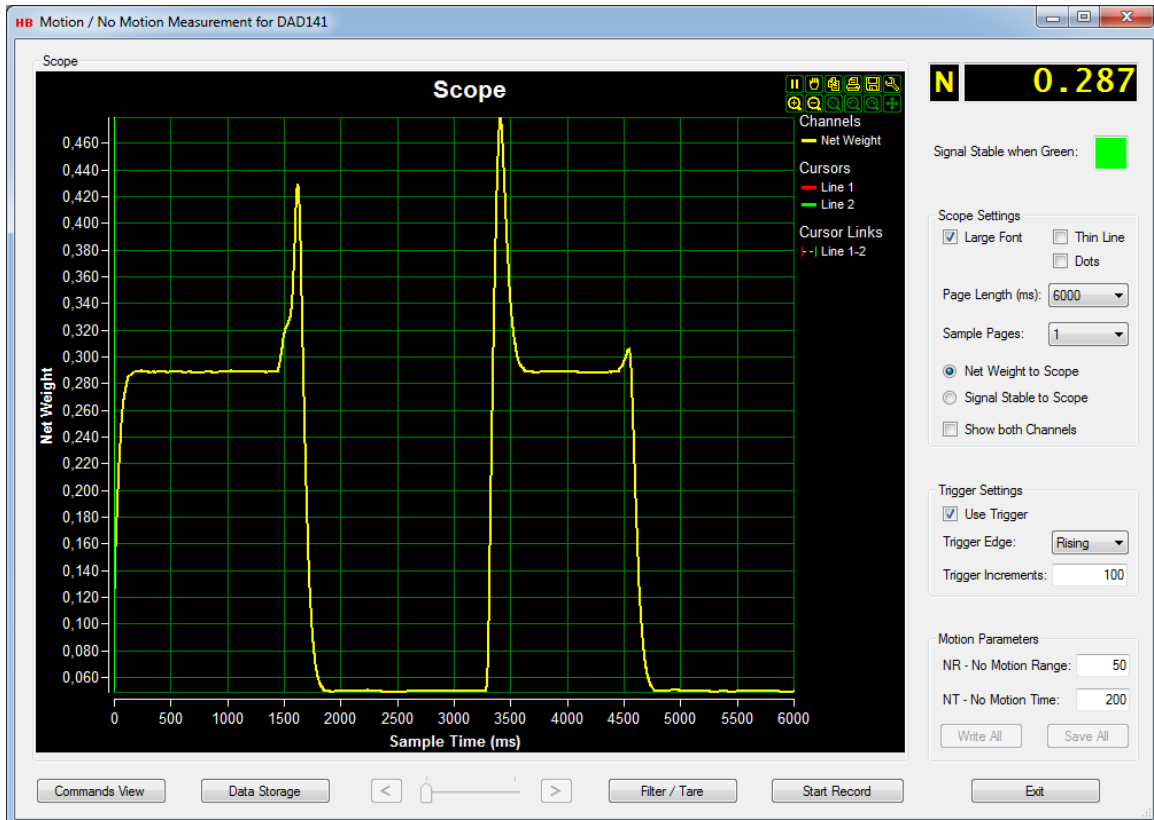 HB Motion / No Motion Measurement for DAD141
Scope
Scope
Channels
Net Weight
Cursors
Line 1
Line 2
Cursor Links
Line 1-2
Net Weight
0,460
0,440
0,420
0,400
0,380
0,360
0,340
0,320
0,300
0,280
0,260
0,240
0,220
0,200
0,180
0,160
0,140
0,120
0,100
0,080
0,060
0 500 1000 1500 2000 2500 3000 3500 4000 4500 5000 5500 6000
Sample Time (ms)
N 0.287
Signal Stable when Green:
Scope Settings
Large Font Thin Line
Dots
Page Length (ms): 6000
Sample Pages: 1
Net Weight to Scope
Signal Stable to Scope
Show both Channels
Trigger Settings
Use Trigger
Trigger Edge: Rising
Trigger Increments: 100
Motion Parameters
NR - No Motion Range: 50
NT - No Motion Time: 200
Write All Save All
Commands View Data Storage < > Filter / Tare Start Record Exit